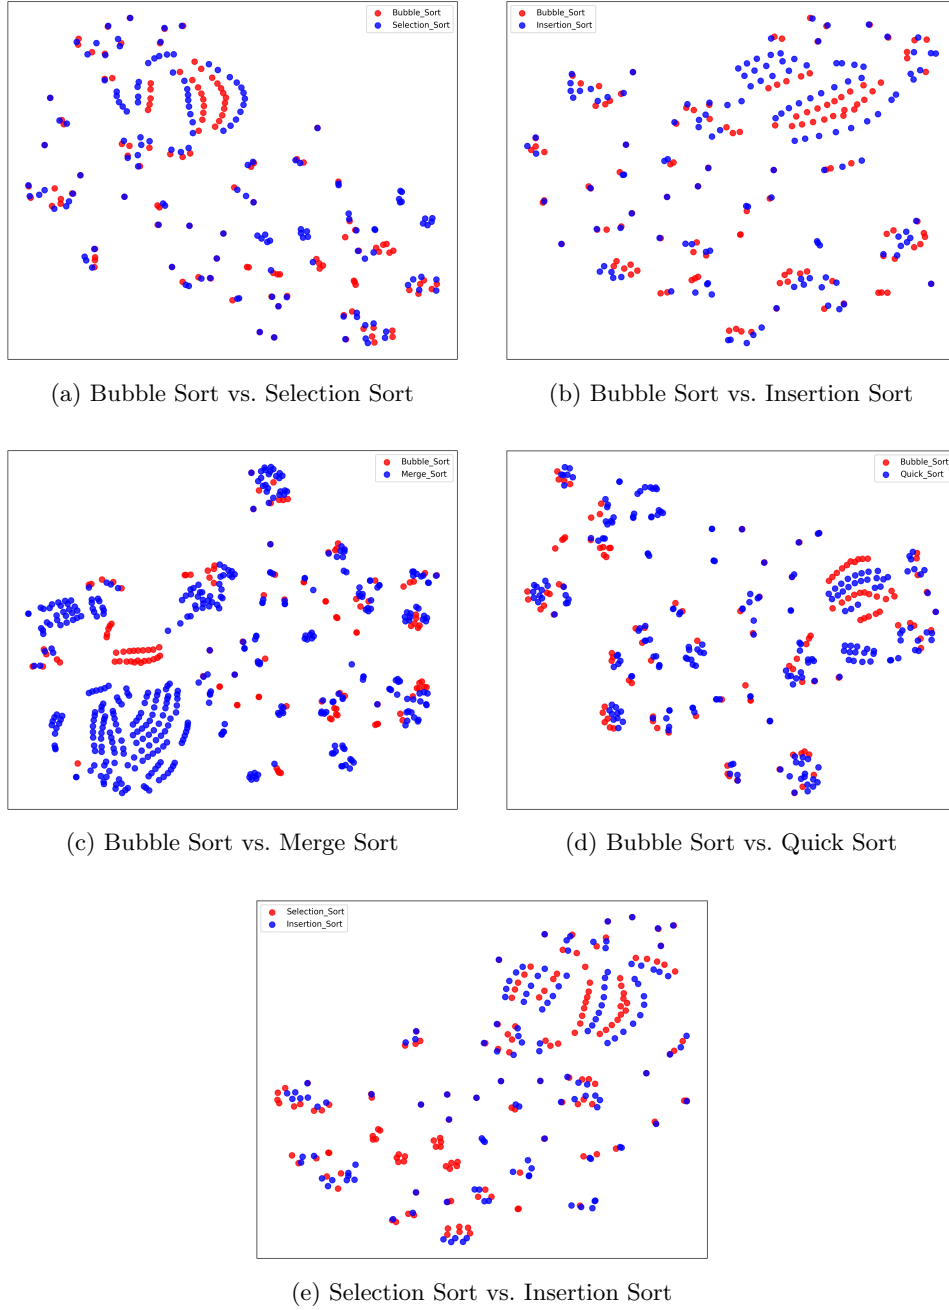 Bubble_Sort
Selection_Sort
Bubble_Sort
Insertion_Sort
(a) Bubble Sort vs. Selection Sort
(b) Bubble Sort vs. Insertion Sort
Bubble_Sort
Merge_Sort
Bubble_Sort
Quick_Sort
(c) Bubble Sort vs. Merge Sort
(d) Bubble Sort vs. Quick Sort
Selection_Sort
Insertion_Sort
(e) Selection Sort vs. Insertion Sort